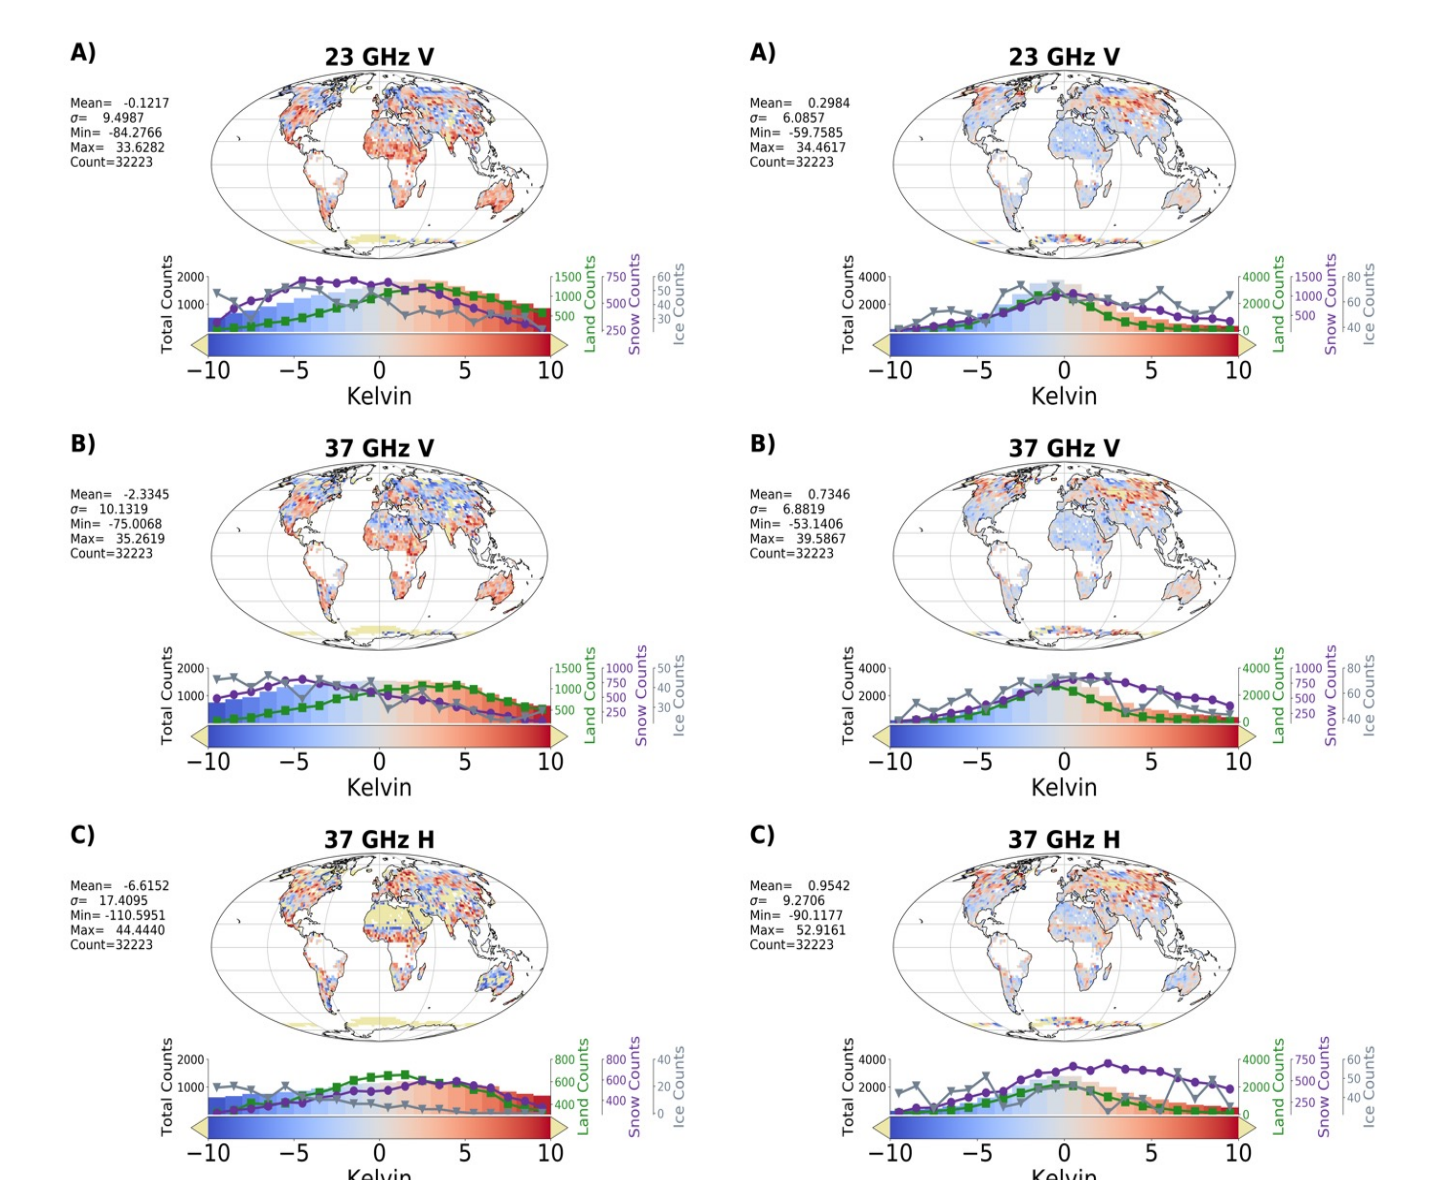 A)
23 GHz V
Mean= -0.1217
σ= 9.4987
Min= -84.2766
Max= 33.6282
Count=32223
Total Counts
2000
1000
1500
1000
500
Land Counts
750
500
250
Snow Counts
60
50
40
30
Ice Counts
−10 −5 0 5 10
Kelvin
A)
23 GHz V
Mean= 0.2984
σ= 6.0857
Min= -59.7585
Max= 34.4617
Count=32223
Total Counts
4000
2000
4000
2000
0
Land Counts
1500
1000
500
Snow Counts
80
60
40
Ice Counts
−10 −5 0 5 10
Kelvin
B)
37 GHz V
Mean= -2.3345
σ= 10.1319
Min= -75.0068
Max= 35.2619
Count=32223
Total Counts
2000
1000
1500
1000
500
Land Counts
1000
750
500
250
Snow Counts
50
40
30
Ice Counts
−10 −5 0 5 10
Kelvin
B)
37 GHz V
Mean= 0.7346
σ= 6.8819
Min= -53.1406
Max= 39.5867
Count=32223
Total Counts
4000
2000
4000
2000
0
Land Counts
1000
750
500
250
Snow Counts
80
60
40
Ice Counts
−10 −5 0 5 10
Kelvin
C)
37 GHz H
Mean= -6.6152
σ= 17.4095
Min= -110.5951
Max= 44.4440
Count=32223
Total Counts
2000
1000
800
600
400
Land Counts
800
600
400
Snow Counts
40
20
0
Ice Counts
−10 −5 0 5 10
Kelvin
C)
37 GHz H
Mean= 0.9542
σ= 9.2706
Min= -90.1177
Max= 52.9161
Count=32223
Total Counts
4000
2000
4000
2000
0
Land Counts
750
500
250
Snow Counts
60
50
40
Ice Counts
−10 −5 0 5 10
Kelvin